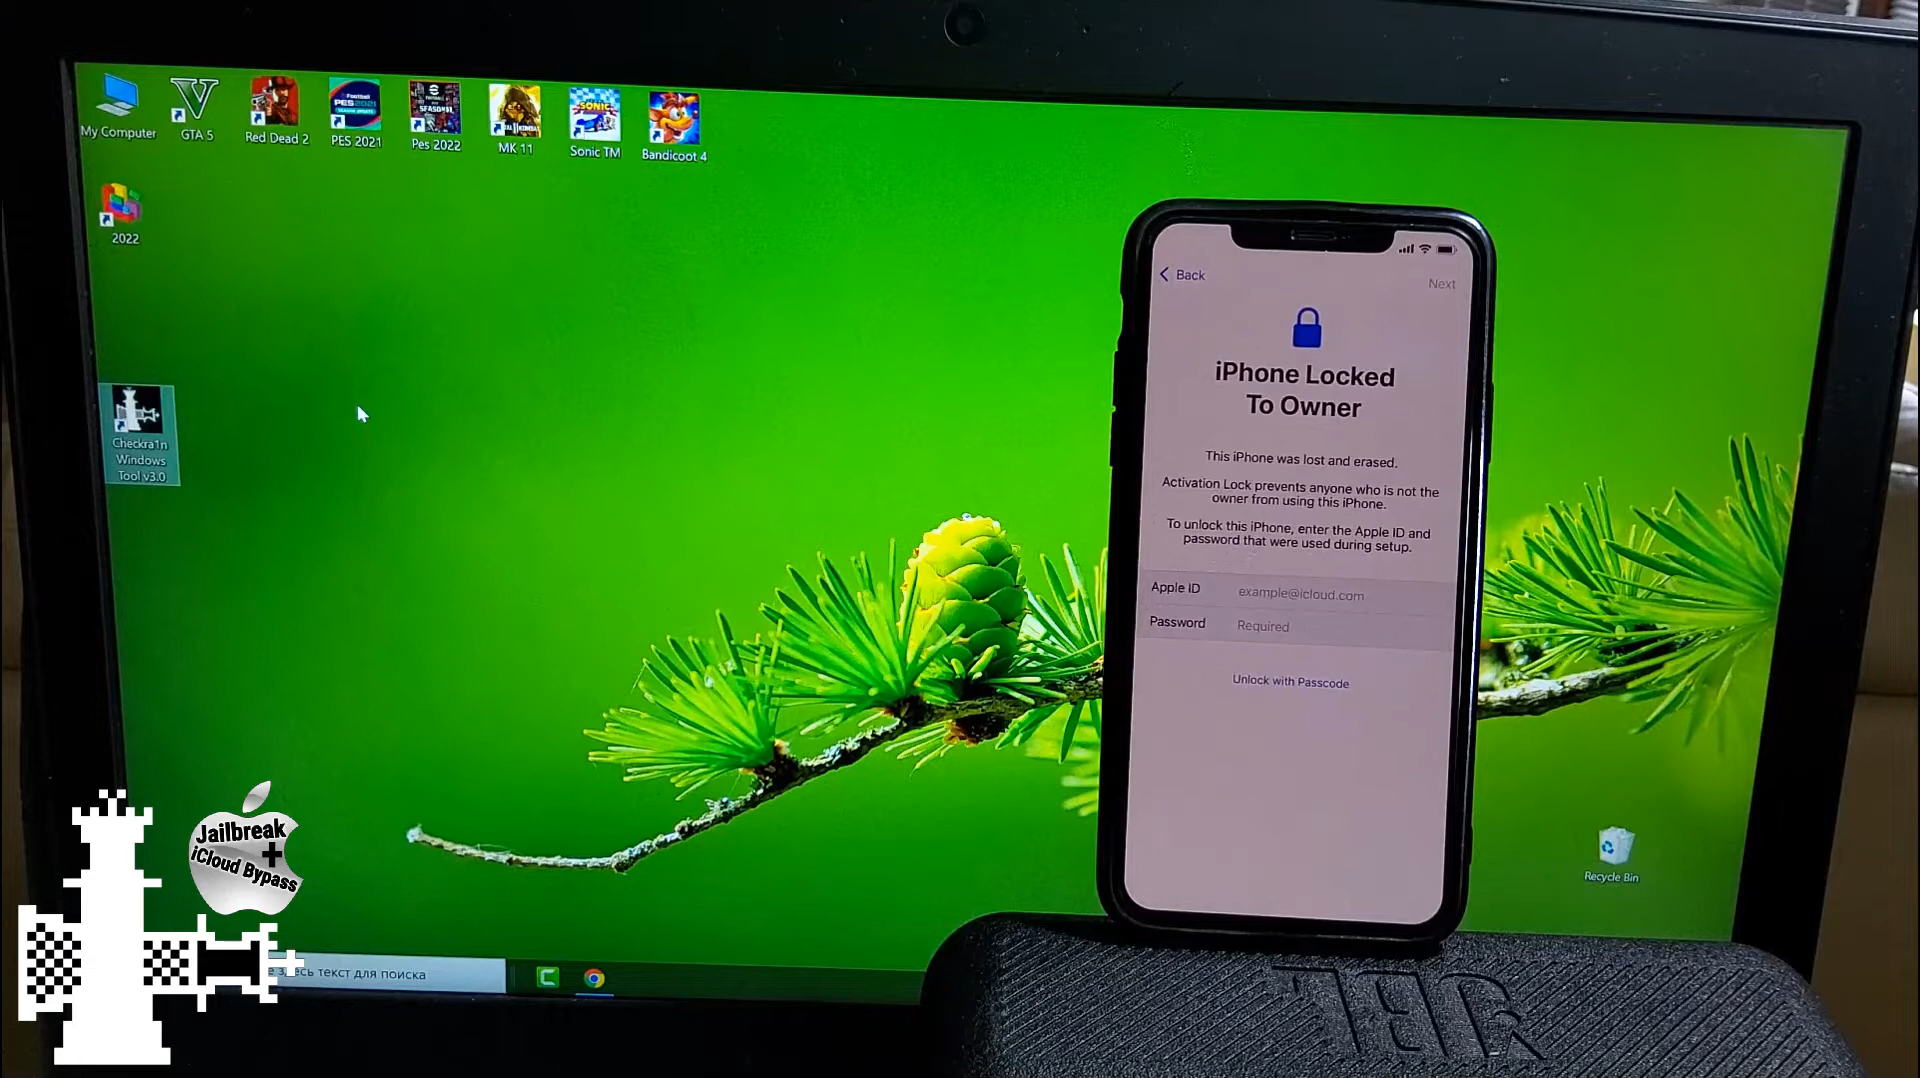 My Computer
GTA 5
Red Dead 2
PES 2021
Pes 2022
MK 11
Sonic TM
Bandicoot 4
2022
Checkra1n
Windows
Tool v3.0
Back
Next
iPhone Locked
To Owner
This iPhone was lost and erased.
Activation Lock prevents anyone who is not the
owner from using this iPhone.
To unlock this iPhone, enter the Apple ID and
password that were used during setup.
Apple ID example@icloud.com
Password Required
Unlock with Passcode
Recycle Bin
Jailbreak
+
iCloud Bypass
здесь текст для поиска
JBL